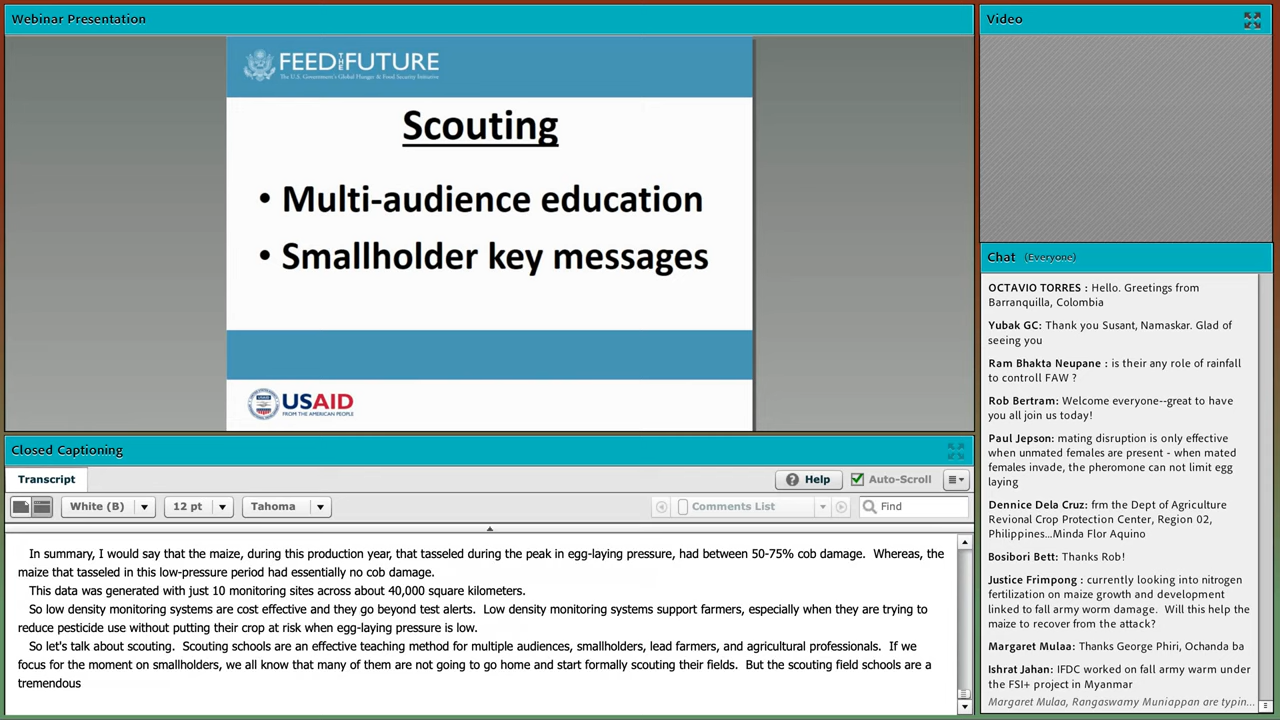 Webinar Presentation
FEED THE FUTURE
The U.S. Government's Global Hunger & Food Security Initiative
Scouting
• Multi-audience education
• Smallholder key messages
USAID
FROM THE AMERICAN PEOPLE
Closed Captioning
Transcript
Help
Auto-Scroll
White (B)
12 pt
Tahoma
Comments List
Find
In summary, I would say that the maize, during this production year, that tasseled during the peak in egg-laying pressure, had between 50-75% cob damage.  Whereas, the
maize that tasseled in this low-pressure period had essentially no cob damage.
This data was generated with just 10 monitoring sites across about 40,000 square kilometers.
So low density monitoring systems are cost effective and they go beyond test alerts.  Low density monitoring systems support farmers, especially when they are trying to
reduce pesticide use without putting their crop at risk when egg-laying pressure is low.
So let's talk about scouting.  Scouting schools are an effective teaching method for multiple audiences, smallholders, lead farmers, and agricultural professionals.  If we
focus for the moment on smallholders, we all know that many of them are not going to go home and start formally scouting their fields.  But the scouting field schools are a
tremendous
Video
Chat (Everyone)
OCTAVIO TORRES : Hello. Greetings from
Barranquilla, Colombia
Yubak GC: Thank you Susant, Namaskar. Glad of
seeing you
Ram Bhakta Neupane : is their any role of rainfall
to controll FAW ?
Rob Bertram: Welcome everyone--great to have
you all join us today!
Paul Jepson: mating disruption is only effective
when unmated females are present - when mated
females invade, the pheromone can not limit egg
laying
Dennice Dela Cruz: frm the Dept of Agriculture
Revional Crop Protection Center, Region 02,
Philippines...Minda Flor Aquino
Bosibori Bett: Thanks Rob!
Justice Frimpong : currently looking into nitrogen
fertilization on maize growth and development
linked to fall army worm damage.  Will this help the
maize to recover from the attack?
Margaret Mulaa: Thanks George Phiri, Ochanda ba
Ishrat Jahan: IFDC worked on fall army warm under
the FSI+ project in Myanmar
Margaret Mulaa, Rangaswamy Muniappan are typin...